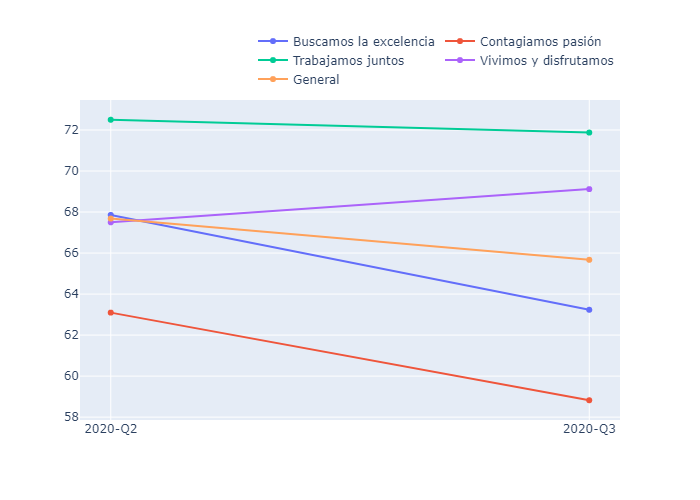 Buscamos la excelencia Contagiamos pasión
Trabajamos juntos Vivimos y disfrutamos
General
72
70
68
66
64
62
60
58
2020-Q2 2020-Q3